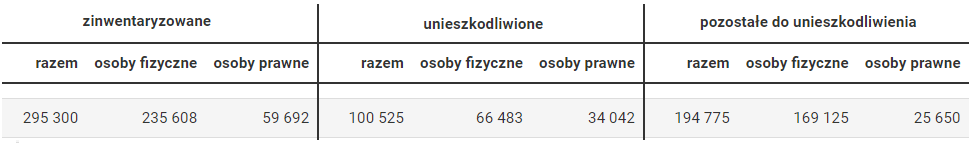 zinwentaryzowane unieszkodliwione pozostałe do unieszkodliwienia
razem osoby fizyczne osoby prawne razem osoby fizyczne osoby prawne razem osoby fizyczne osoby prawne
295 300 235 608 59 692 100 525 66 483 34 042 194 775 169 125 25 650